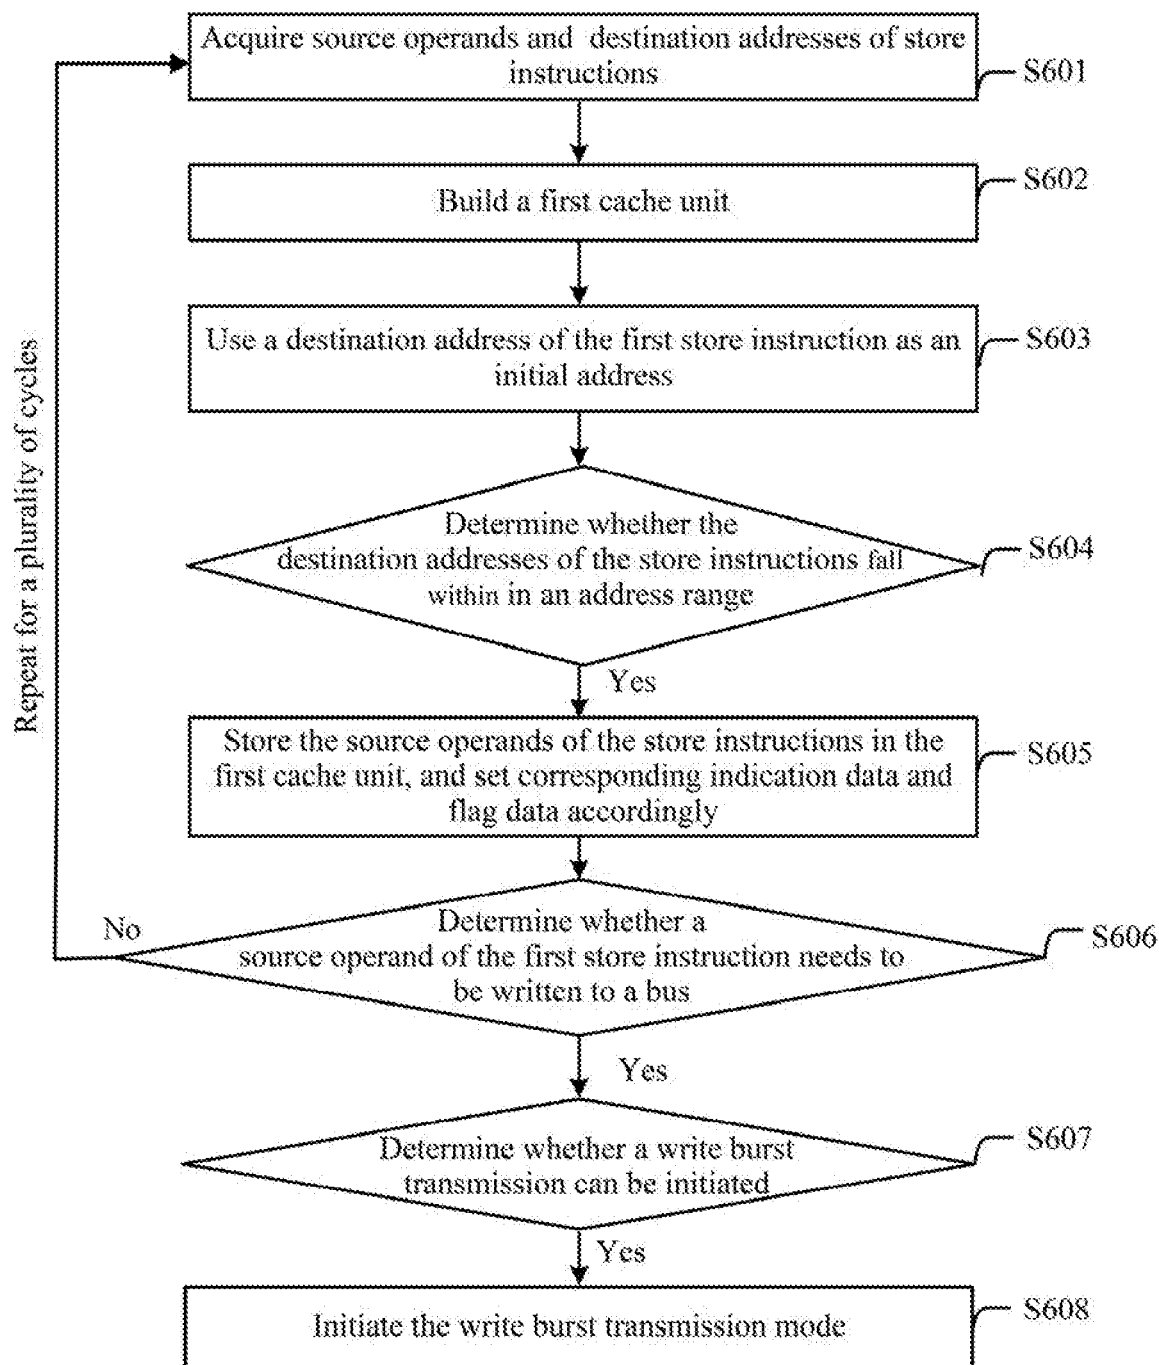 Acquire source operands and destination addresses of store
instructions
S601
Build a first cache unit
S602
Use a destination address of the first store instruction as an
initial address
S603
Determine whether the
destination addresses of the store instructions fall
within in an address range
S604
Yes
Store the source operands of the store instructions in the
first cache unit, and set corresponding indication data and
flag data accordingly
S605
Repeat for a plurality of cycles
No
Determine whether a
source operand of the first store instruction needs to
be written to a bus
S606
Yes
Determine whether a write burst
transmission can be initiated
S607
Yes
Initiate the write burst transmission mode
S608